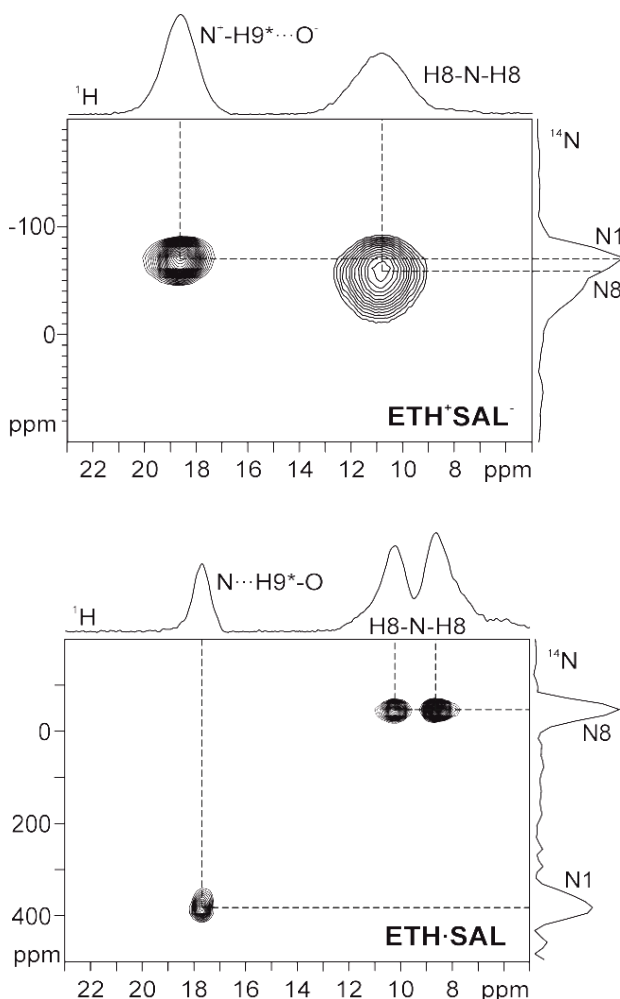 N⁺-H9*···O⁻
H8-N-H8
¹H
¹⁴N
-100
N1
N8
0
ppm
ETH⁺SAL⁻
22 20 18 16 14 12 10 8 ppm
N···H9*-O
¹H
H8-N-H8
¹⁴N
0
N8
200
N1
400
ETH·SAL
ppm
22 20 18 16 14 12 10 8 ppm